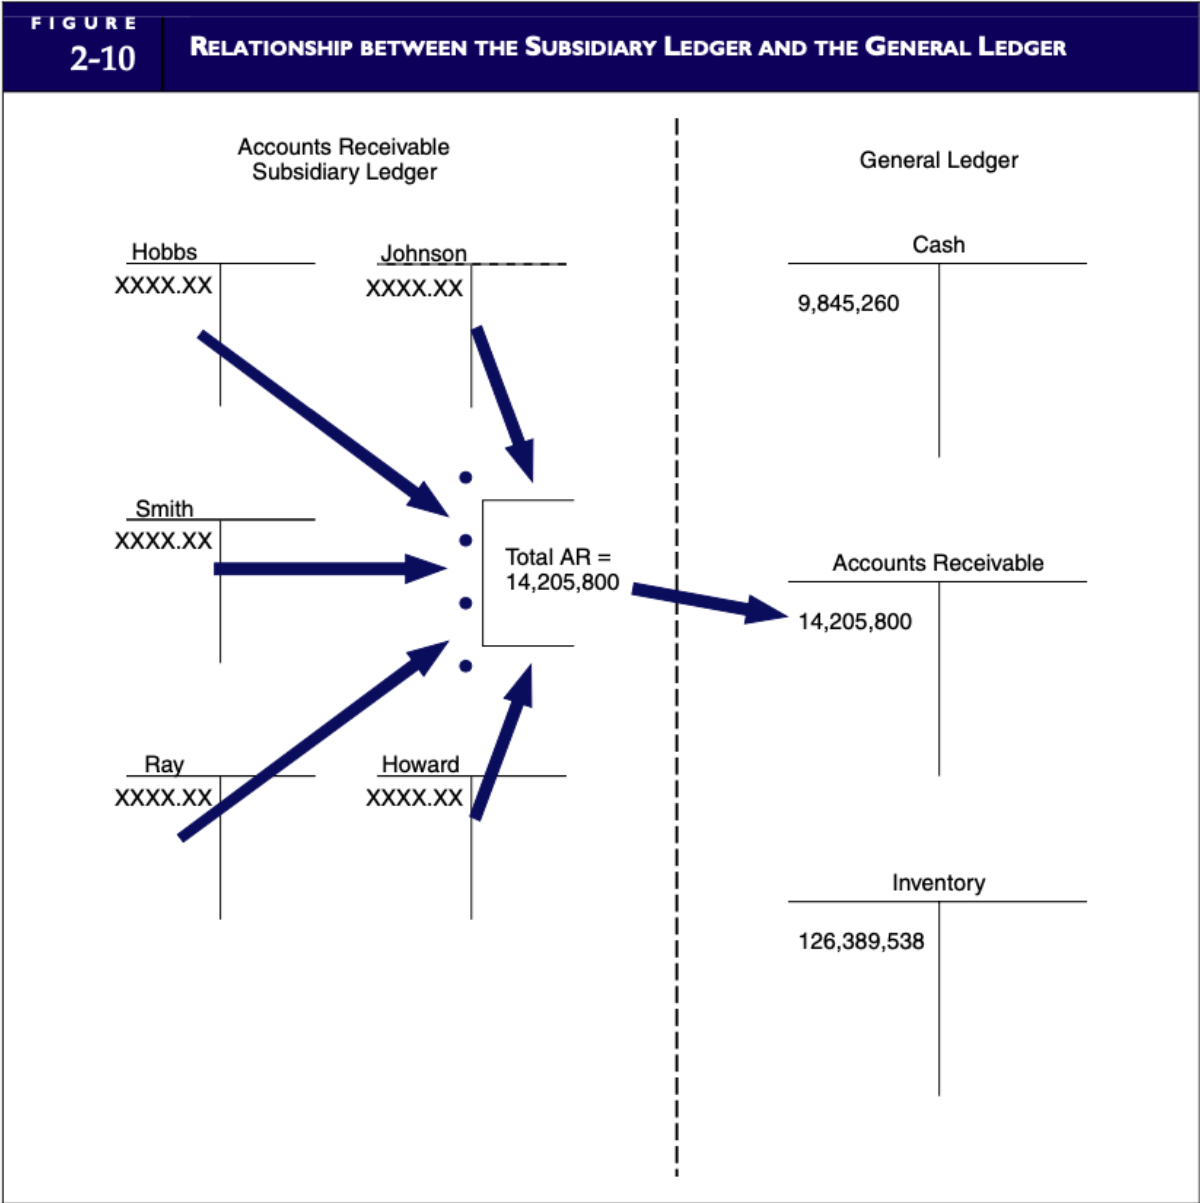 FIGURE
2-10
RELATIONSHIP BETWEEN THE SUBSIDIARY LEDGER AND THE GENERAL LEDGER
Accounts Receivable
Subsidiary Ledger
Hobbs
XXXX.XX
Johnson
XXXX.XX
Smith
XXXX.XX
Total AR =
14,205,800
Ray
XXXX.XX
Howard
XXXX.XX
General Ledger
Cash
9,845,260
Accounts Receivable
14,205,800
Inventory
126,389,538